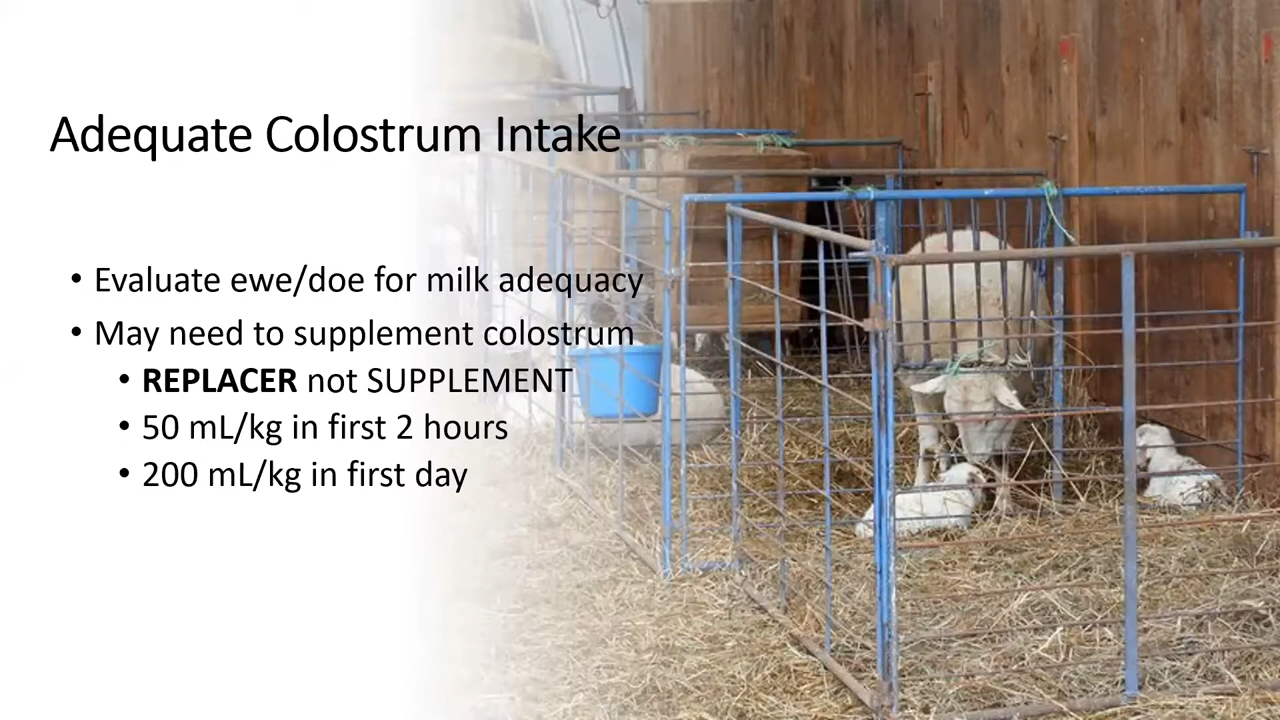 Adequate Colostrum Intake
• Evaluate ewe/doe for milk adequacy
• May need to supplement colostrum
• REPLACER not SUPPLEMENT
• 50 mL/kg in first 2 hours
• 200 mL/kg in first day